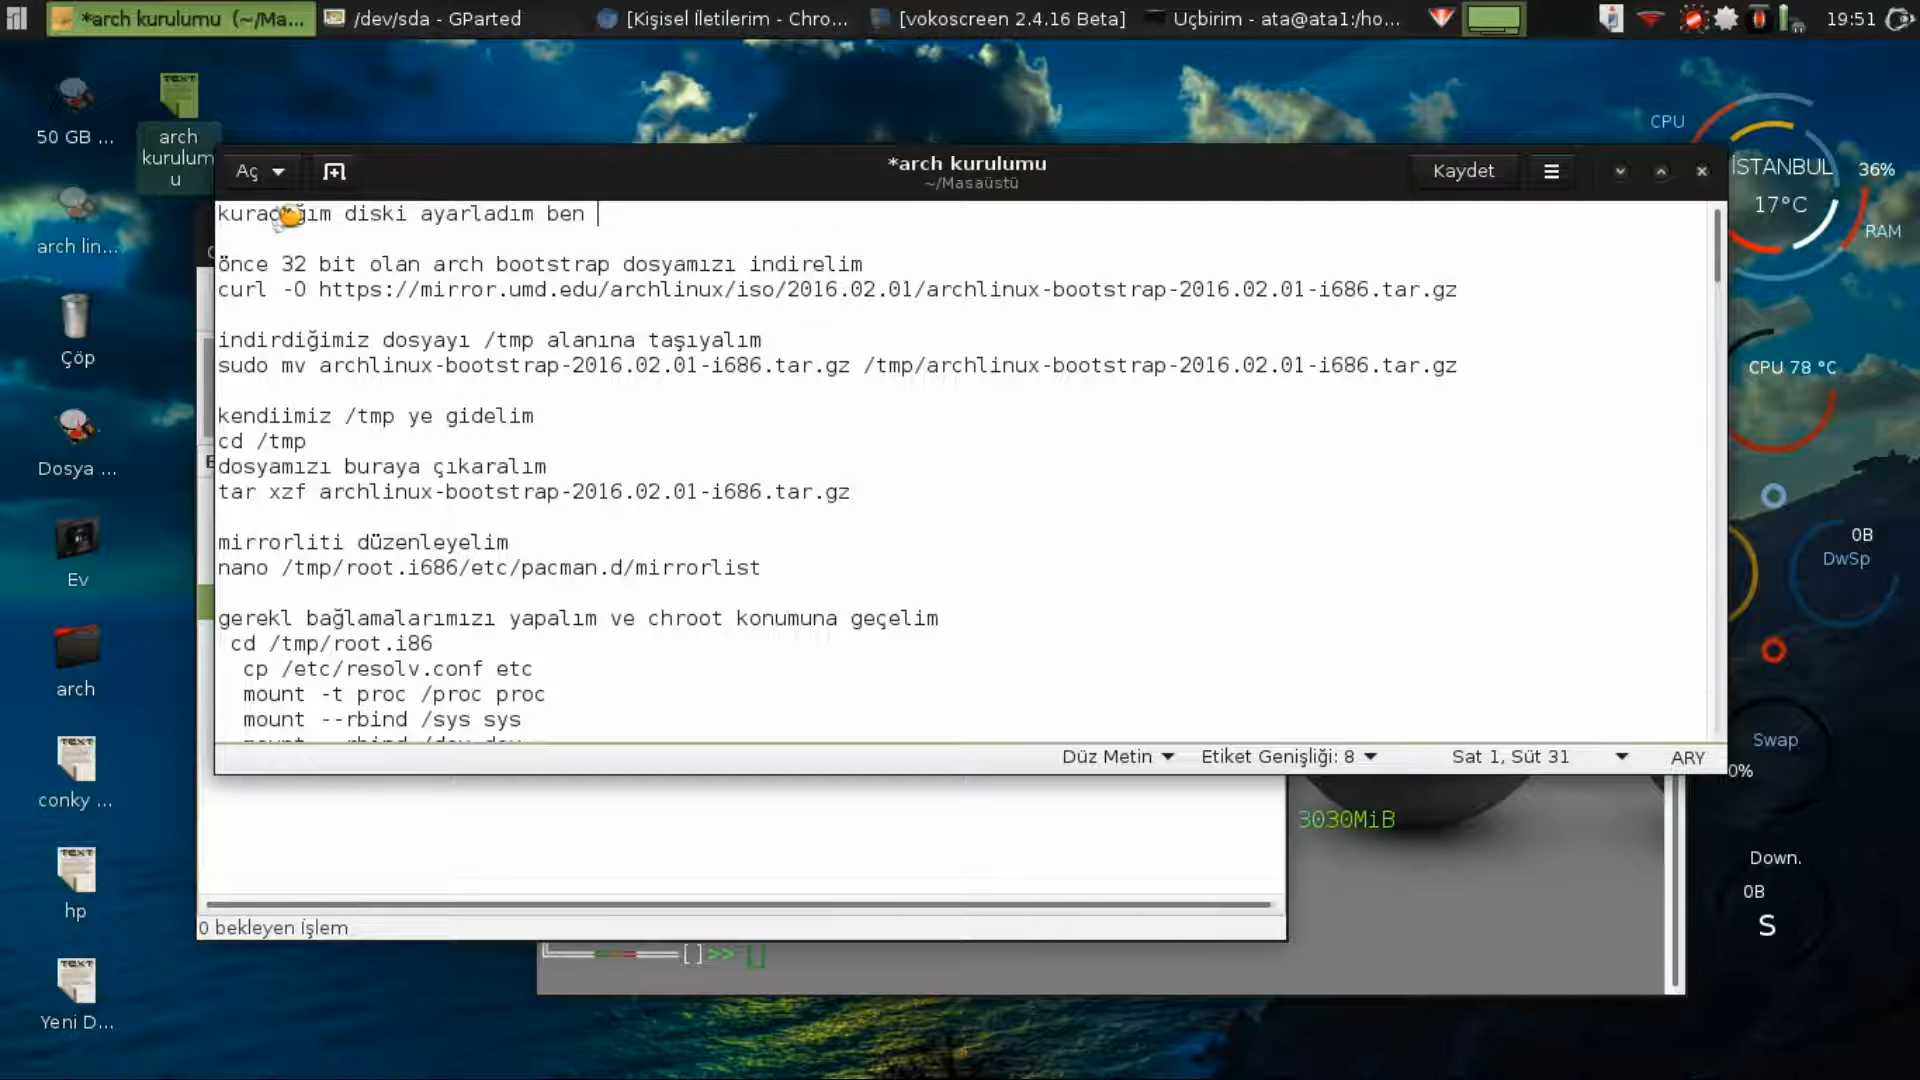 *arch kurulumu (~/Ma...
/dev/sda - GParted
[Kişisel İletilerim - Chro...
[vokoscreen 2.4.16 Beta]
Uçbirim - ata@ata1:/ho...
19:51
50 GB ...
arch
kurulum
u
arch lin...
Çöp
Dosya ...
Ev
arch
conky ...
hp
Yeni D...
Aç
*arch kurulumu
~/Masaüstü
Kaydet
diski ayarladım ben
önce 32 bit olan arch bootstrap dosyamızı indirelim
curl -O https://mirror.umd.edu/archlinux/iso/2016.02.01/archlinux-bootstrap-2016.02.01-i686.tar.gz
indirdiğimiz dosyayı /tmp alanına taşıyalım
sudo mv archlinux-bootstrap-2016.02.01-i686.tar.gz /tmp/archlinux-bootstrap-2016.02.01-i686.tar.gz
kendiimiz /tmp ye gidelim
cd /tmp
dosyamızı buraya çıkaralım
tar xzf archlinux-bootstrap-2016.02.01-i686.tar.gz
mirrorliti düzenleyelim
nano /tmp/root.i686/etc/pacman.d/mirrorlist
gerekl bağlamalarımızı yapalım ve chroot konumuna geçelim
cd /tmp/root.i86
cp /etc/resolv.conf etc
mount -t proc /proc proc
mount --rbind /sys sys
Düz Metin
Etiket Genişliği: 8
Sat 1, Süt 31
ARY
0 bekleyen İşlem
[]>> []
3030MiB
CPU
İSTANBUL
36%
17°C
RAM
CPU 78 °C
0B
DwSp
Swap
0%
Down.
0B
S